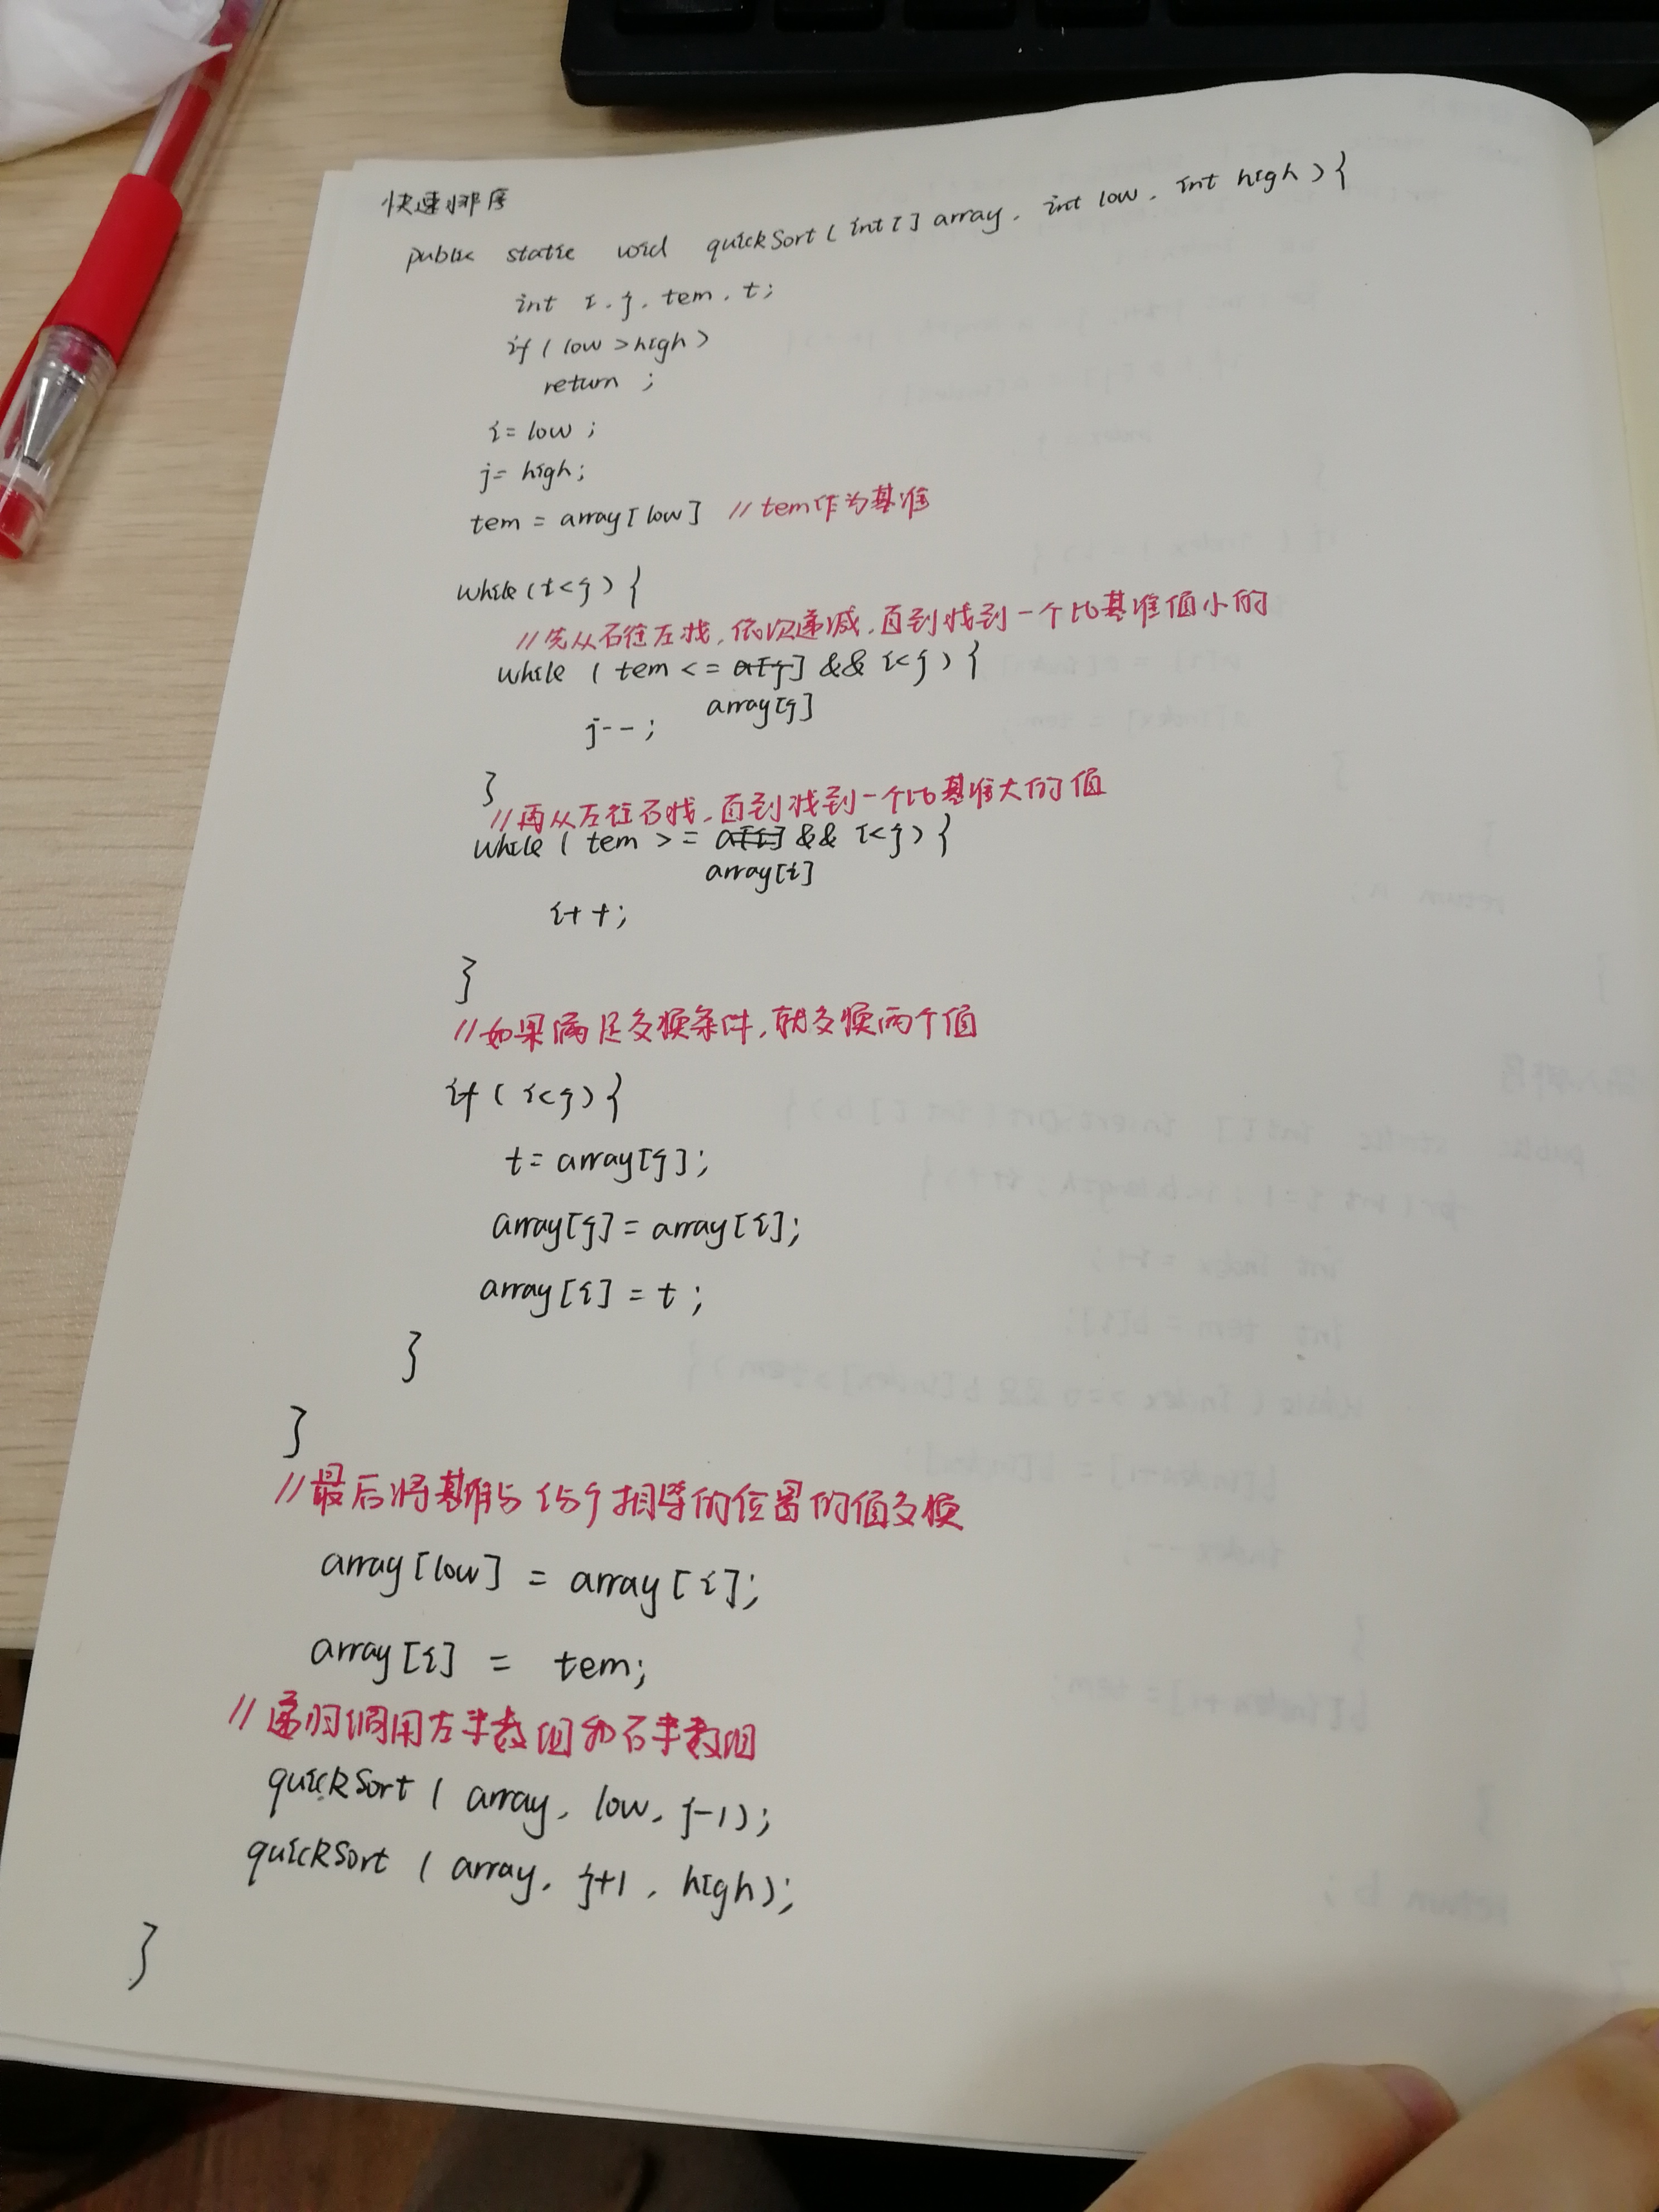 快速排序
public static void quickSort(int[] array, int low, int high){
int i, j, tem, t;
if(low>high)
return;
i=low;
j=high;
tem = array[low] //tem作为基准
while(i<j){
//先从右往左找,依次递减,直到找到一个比基准值小的
while (tem <= a[j] && i<j){
array[j]
j--;
}
//再从左往右找,直到找到一个比基准大的值
while (tem >= a[i] && i<j){
array[i]
i++;
}
//如果满足交换条件,就交换两个值
if(i<j){
t=array[j];
array[j]=array[i];
array[i]=t;
}
}
//最后将基准与i与j相等的位置的值交换
array[low] = array[i];
array[i] = tem;
//递归调用左半数组和右半数组
quickSort(array, low, j-1);
quickSort(array, j+1, high);
}